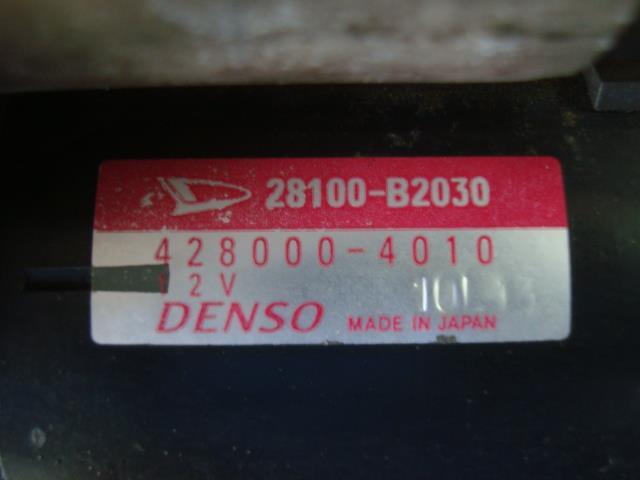 28100-B2030
428000-4010
12V
DENSO MADE IN JAPAN